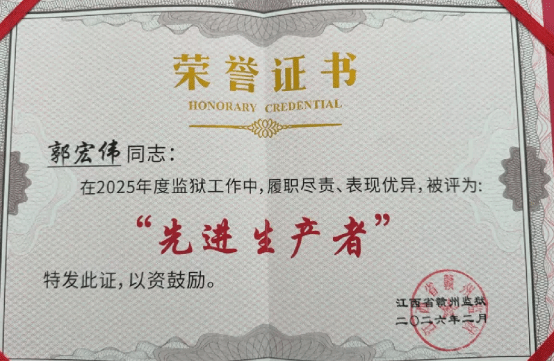 荣誉证书
HONORARY CREDENTIAL
郭宏伟 同志：
在2025年度监狱工作中，履职尽责、表现优异，被评为：
“先进生产者”
特发此证，以资鼓励。
江西省赣州监狱
二〇二六年二月